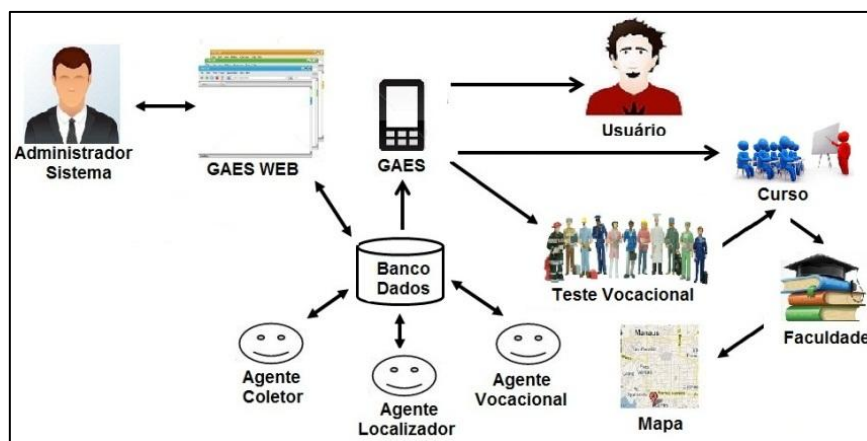 Usuário
Administrador
Sistema
GAES WEB
GAES
Curso
Banco
Dados
Teste Vocacional
Faculdade
Agente
Coletor
Agente
Localizador
Agente
Vocacional
Manaus
Mapa